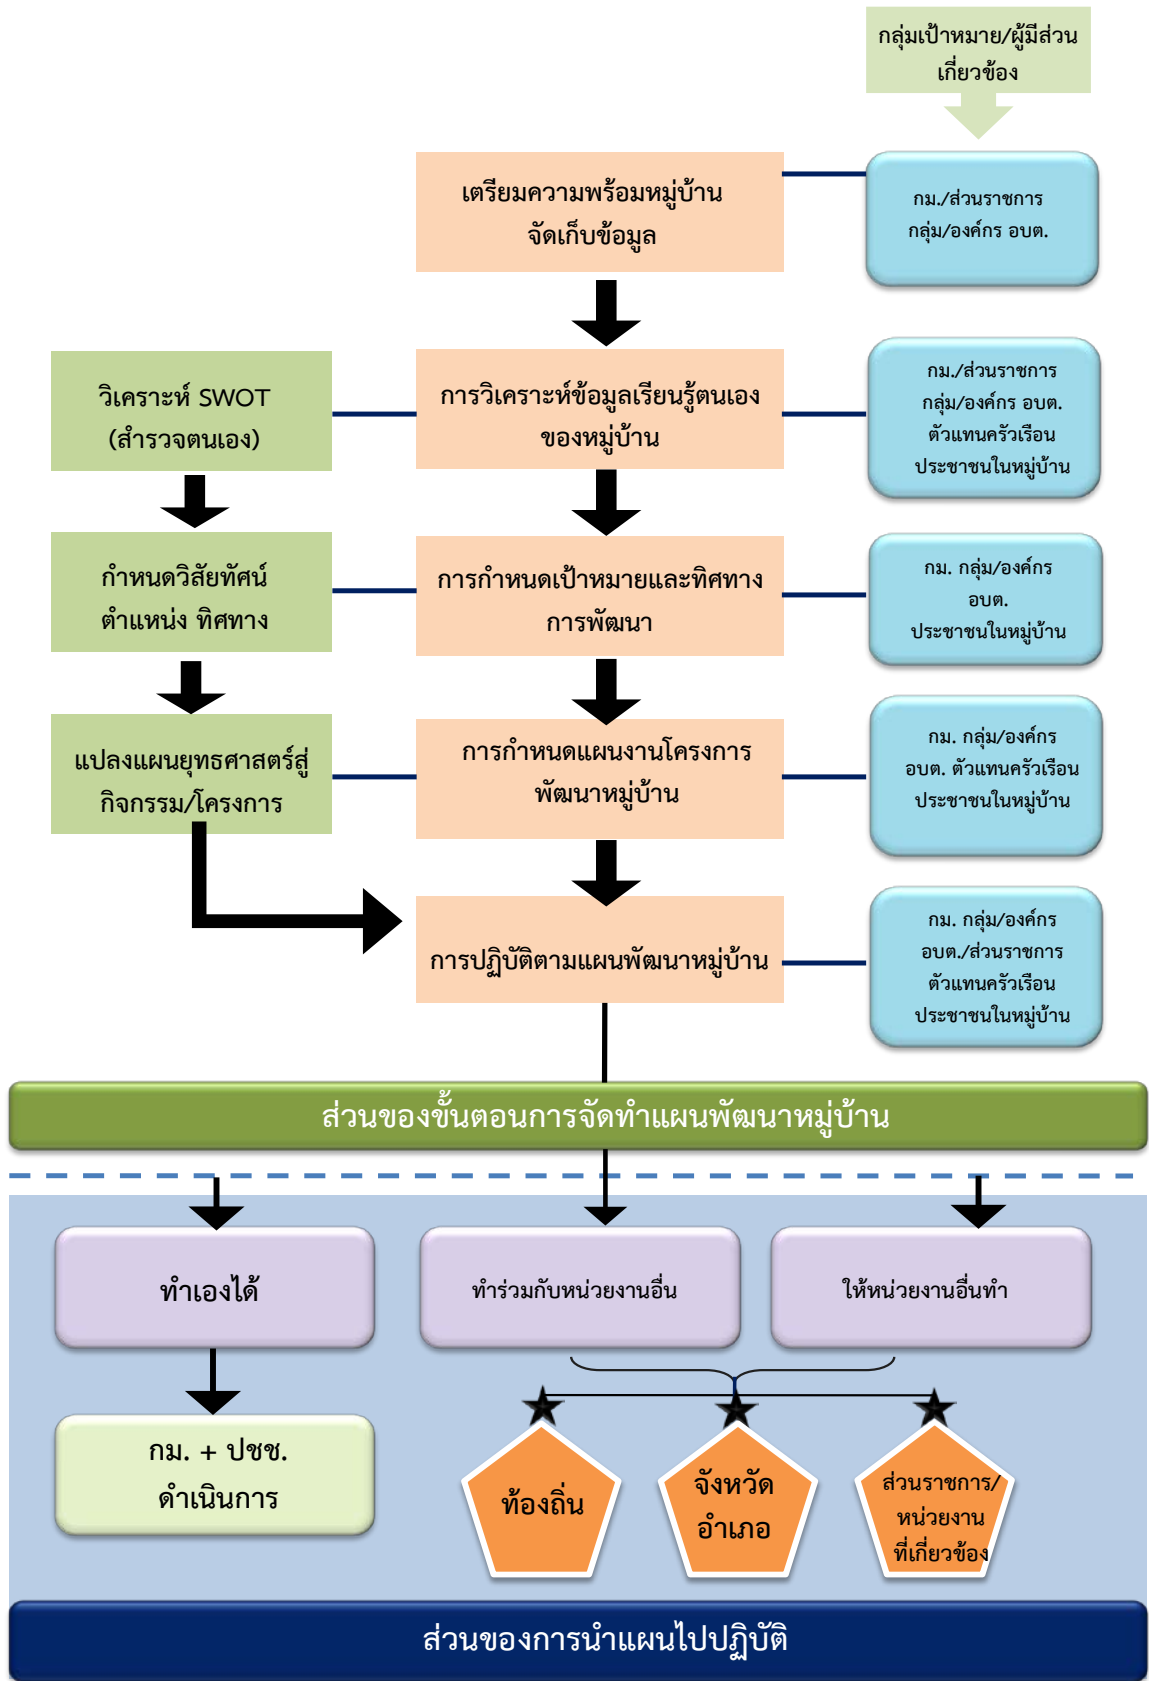 กลุ่มเป้าหมาย/ผู้มีส่วน
เกี่ยวข้อง
เตรียมความพร้อมหมู่บ้าน
จัดเก็บข้อมูล
กม./ส่วนราชการ
กลุ่ม/องค์กร อบต.
วิเคราะห์ SWOT
(สำรวจตนเอง)
การวิเคราะห์ข้อมูลเรียนรู้ตนเอง
ของหมู่บ้าน
กม./ส่วนราชการ
กลุ่ม/องค์กร อบต.
ตัวแทนครัวเรือน
ประชาชนในหมู่บ้าน
กำหนดวิสัยทัศน์
ตำแหน่ง ทิศทาง
การกำหนดเป้าหมายและทิศทาง
การพัฒนา
กม. กลุ่ม/องค์กร
อบต.
ประชาชนในหมู่บ้าน
แปลงแผนยุทธศาสตร์สู่
กิจกรรม/โครงการ
การกำหนดแผนงานโครงการ
พัฒนาหมู่บ้าน
กม. กลุ่ม/องค์กร
อบต. ตัวแทนครัวเรือน
ประชาชนในหมู่บ้าน
การปฏิบัติตามแผนพัฒนาหมู่บ้าน
กม. กลุ่ม/องค์กร
อบต./ส่วนราชการ
ตัวแทนครัวเรือน
ประชาชนในหมู่บ้าน
ส่วนของขั้นตอนการจัดทำแผนพัฒนาหมู่บ้าน
ทำเองได้
ทำร่วมกับหน่วยงานอื่น
ให้หน่วยงานอื่นทำ
กม. + ปชช.
ดำเนินการ
ท้องถิ่น
จังหวัด
อำเภอ
ส่วนราชการ/
หน่วยงาน
ที่เกี่ยวข้อง
ส่วนของการนำแผนไปปฏิบัติ